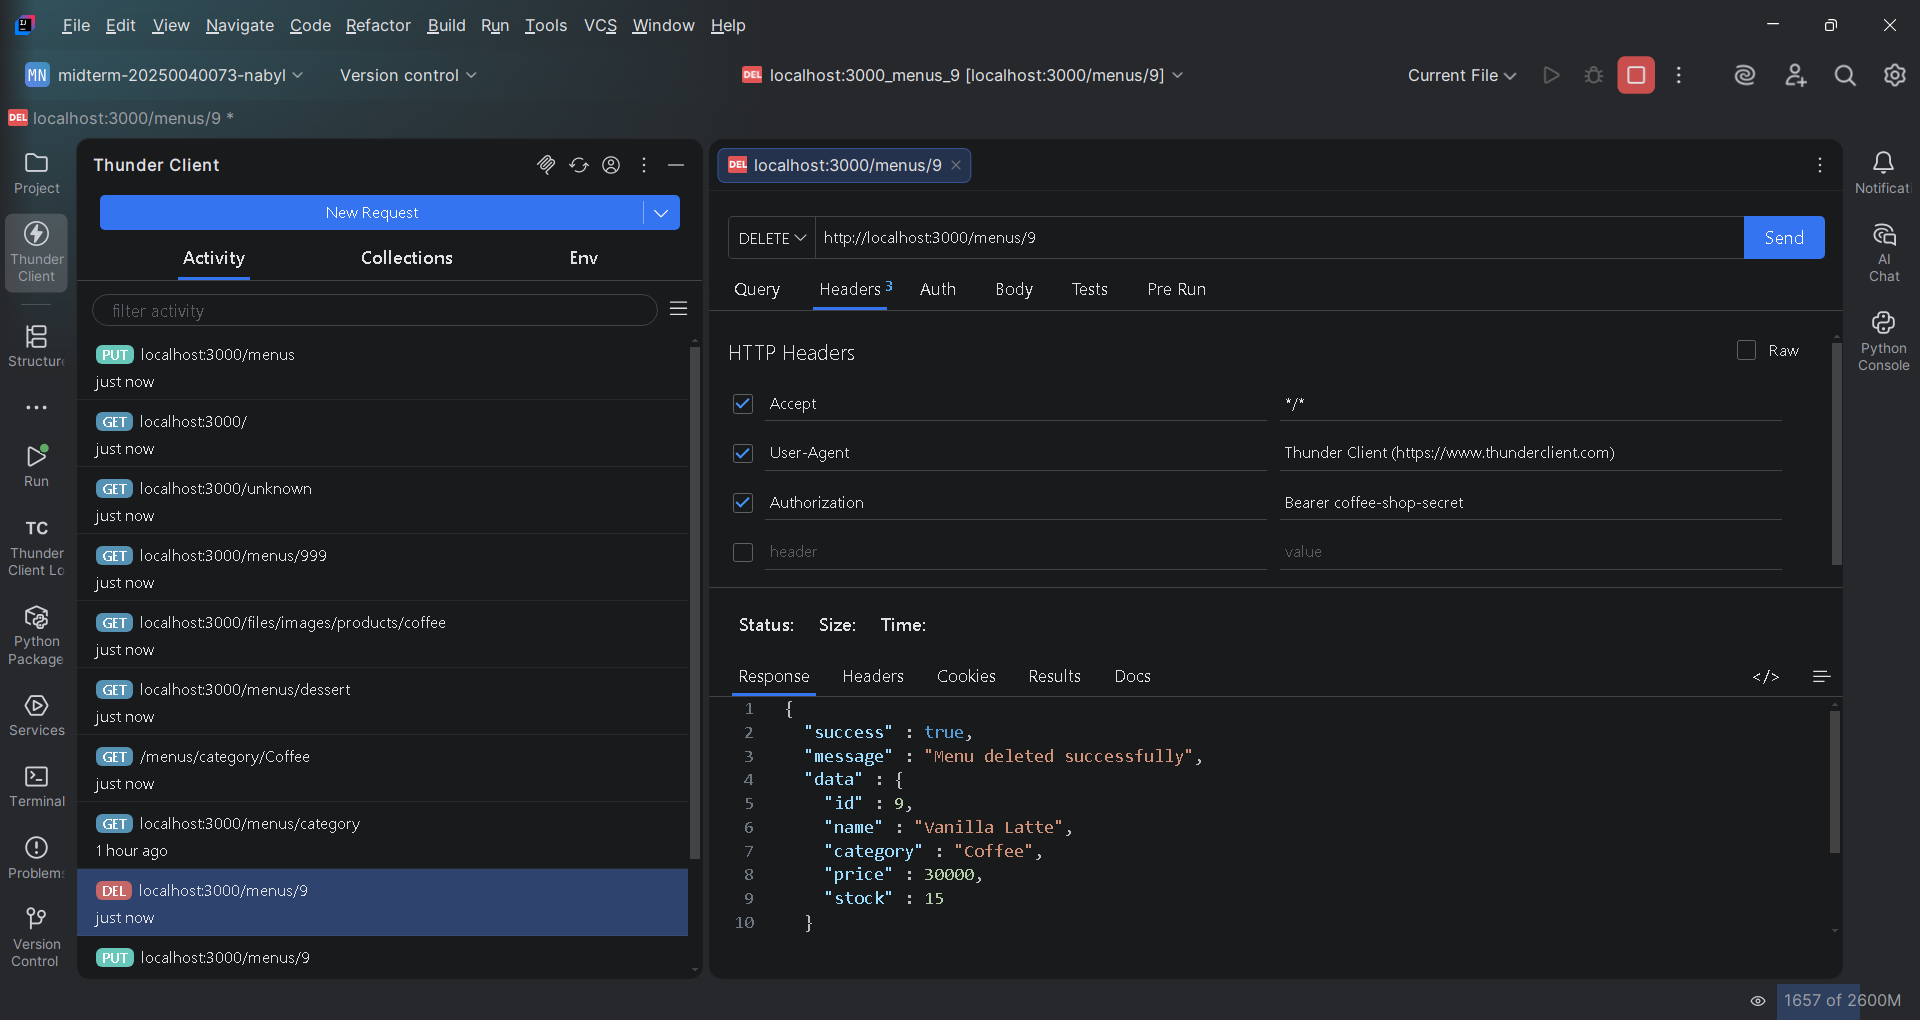 File Edit View Navigate Code Refactor Build Run Tools VCS Window Help
MN midterm-20250040073-nabyl Version control DEL localhost:3000_menus_9 [localhost:3000/menus/9] Current File
DEL localhost:3000/menus/9 *
Project
Thunder Client
Structure
Run
TC
Thunder Client Lo
Python Package
Services
Terminal
Problems
Version Control
Thunder Client
New Request
Activity Collections Env
filter activity
PUT localhost:3000/menus
just now
GET localhost:3000/
just now
GET localhost:3000/unknown
just now
GET localhost:3000/menus/999
just now
GET localhost:3000/files/images/products/coffee
just now
GET localhost:3000/menus/dessert
just now
GET /menus/category/Coffee
just now
GET localhost:3000/menus/category
1 hour ago
DEL localhost:3000/menus/9
just now
PUT localhost:3000/menus/9
DEL localhost:3000/menus/9
DELETE http://localhost:3000/menus/9 Send
Query Headers 3 Auth Body Tests Pre Run
HTTP Headers Raw
Accept */*
User-Agent Thunder Client (https://www.thunderclient.com)
Authorization Bearer coffee-shop-secret
header value
Status: Size: Time:
Response Headers Cookies Results Docs </>
1 {
2 "success" : true,
3 "message" : "Menu deleted successfully",
4 "data" : {
5 "id" : 9,
6 "name" : "Vanilla Latte",
7 "category" : "Coffee",
8 "price" : 30000,
9 "stock" : 15
10 }
Notificati
AI Chat
Python Console
1657 of 2600M